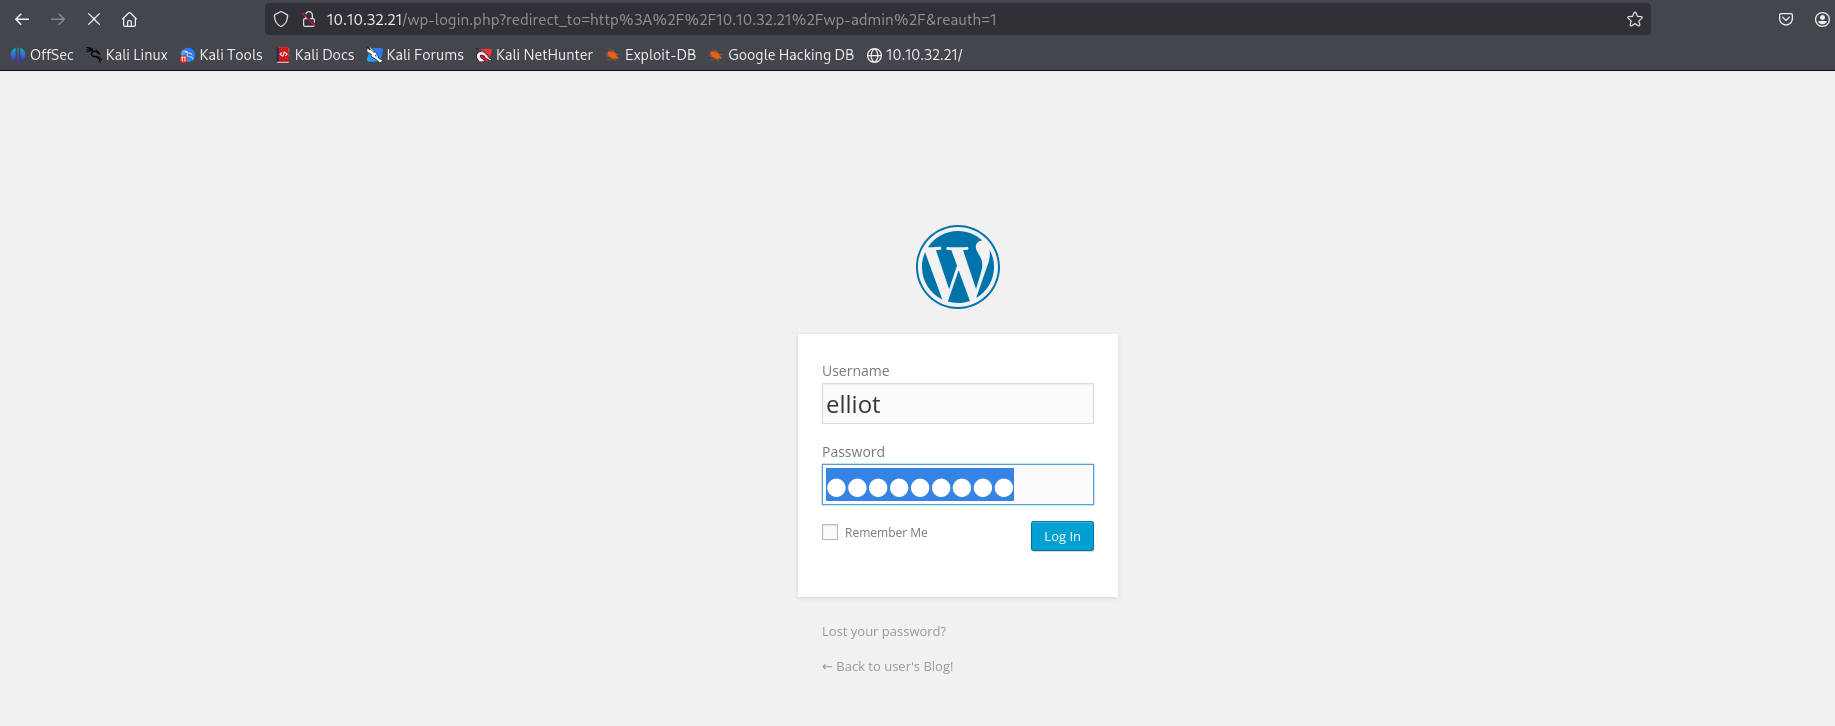 10.10.32.21/wp-login.php?redirect_to=http%3A%2F%2F10.10.32.21%2Fwp-admin%2F&reauth=1
OffSec Kali Linux Kali Tools Kali Docs Kali Forums Kali NetHunter Exploit-DB Google Hacking DB 10.10.32.21/
Username
elliot
Password
Remember Me Log In
Lost your password?
← Back to user's Blog!